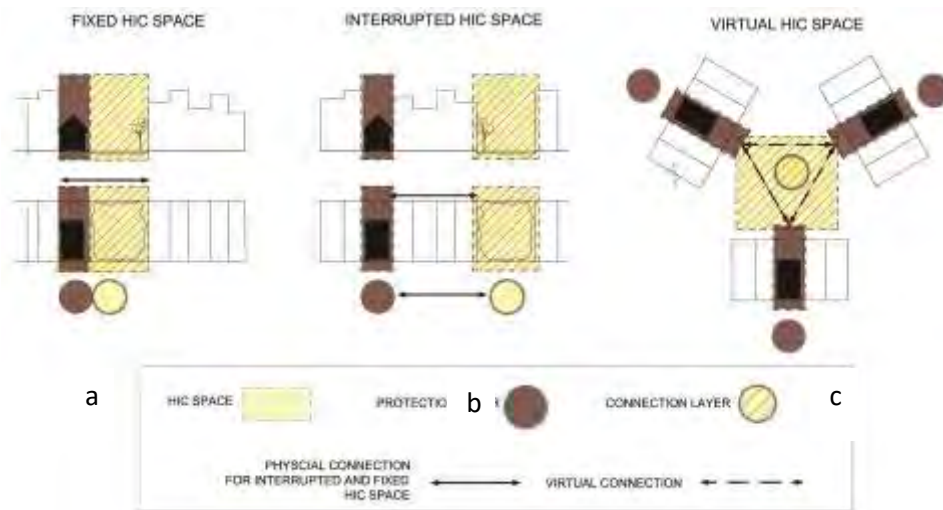 FIXED HIC SPACE
INTERRUPTED HIC SPACE
VIRTUAL HIC SPACE
a
b
c
HIC SPACE
PROTECTIO R
CONNECTION LAYER
PHYSCIAL CONNECTION
FOR INTERRUPTED AND FIXED
HIC SPACE
VIRTUAL CONNECTION